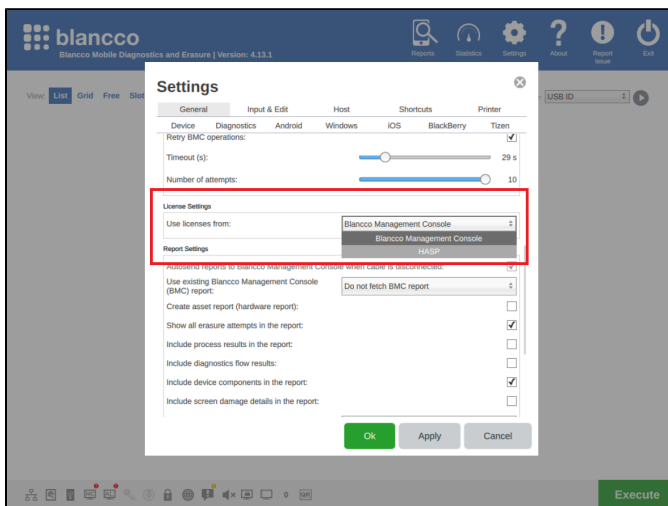 blancco
Blancco Mobile Diagnostics and Erasure | Version: 4.13.1
Reports Statistics Settings About Report Issue Exit
View: List Grid Free Slot
USB ID
Settings
General Input & Edit Host Shortcuts Printer
Device Diagnostics Android Windows iOS BlackBerry Tizen
Retry BMC operations:
Timeout (s): 29 s
Number of attempts: 10
License Settings
Use licenses from: Blancco Management Console
Blancco Management Console
HASP
Report Settings
Autosend reports to Blancco Management Console when cable is disconnected:
Use existing Blancco Management Console
(BMC) report: Do not fetch BMC report
Create asset report (hardware report):
Show all erasure attempts in the report:
Include process results in the report:
Include diagnostics flow results:
Include device components in the report:
Include screen damage details in the report:
Ok Apply Cancel
MC AL 0 QR
Execute